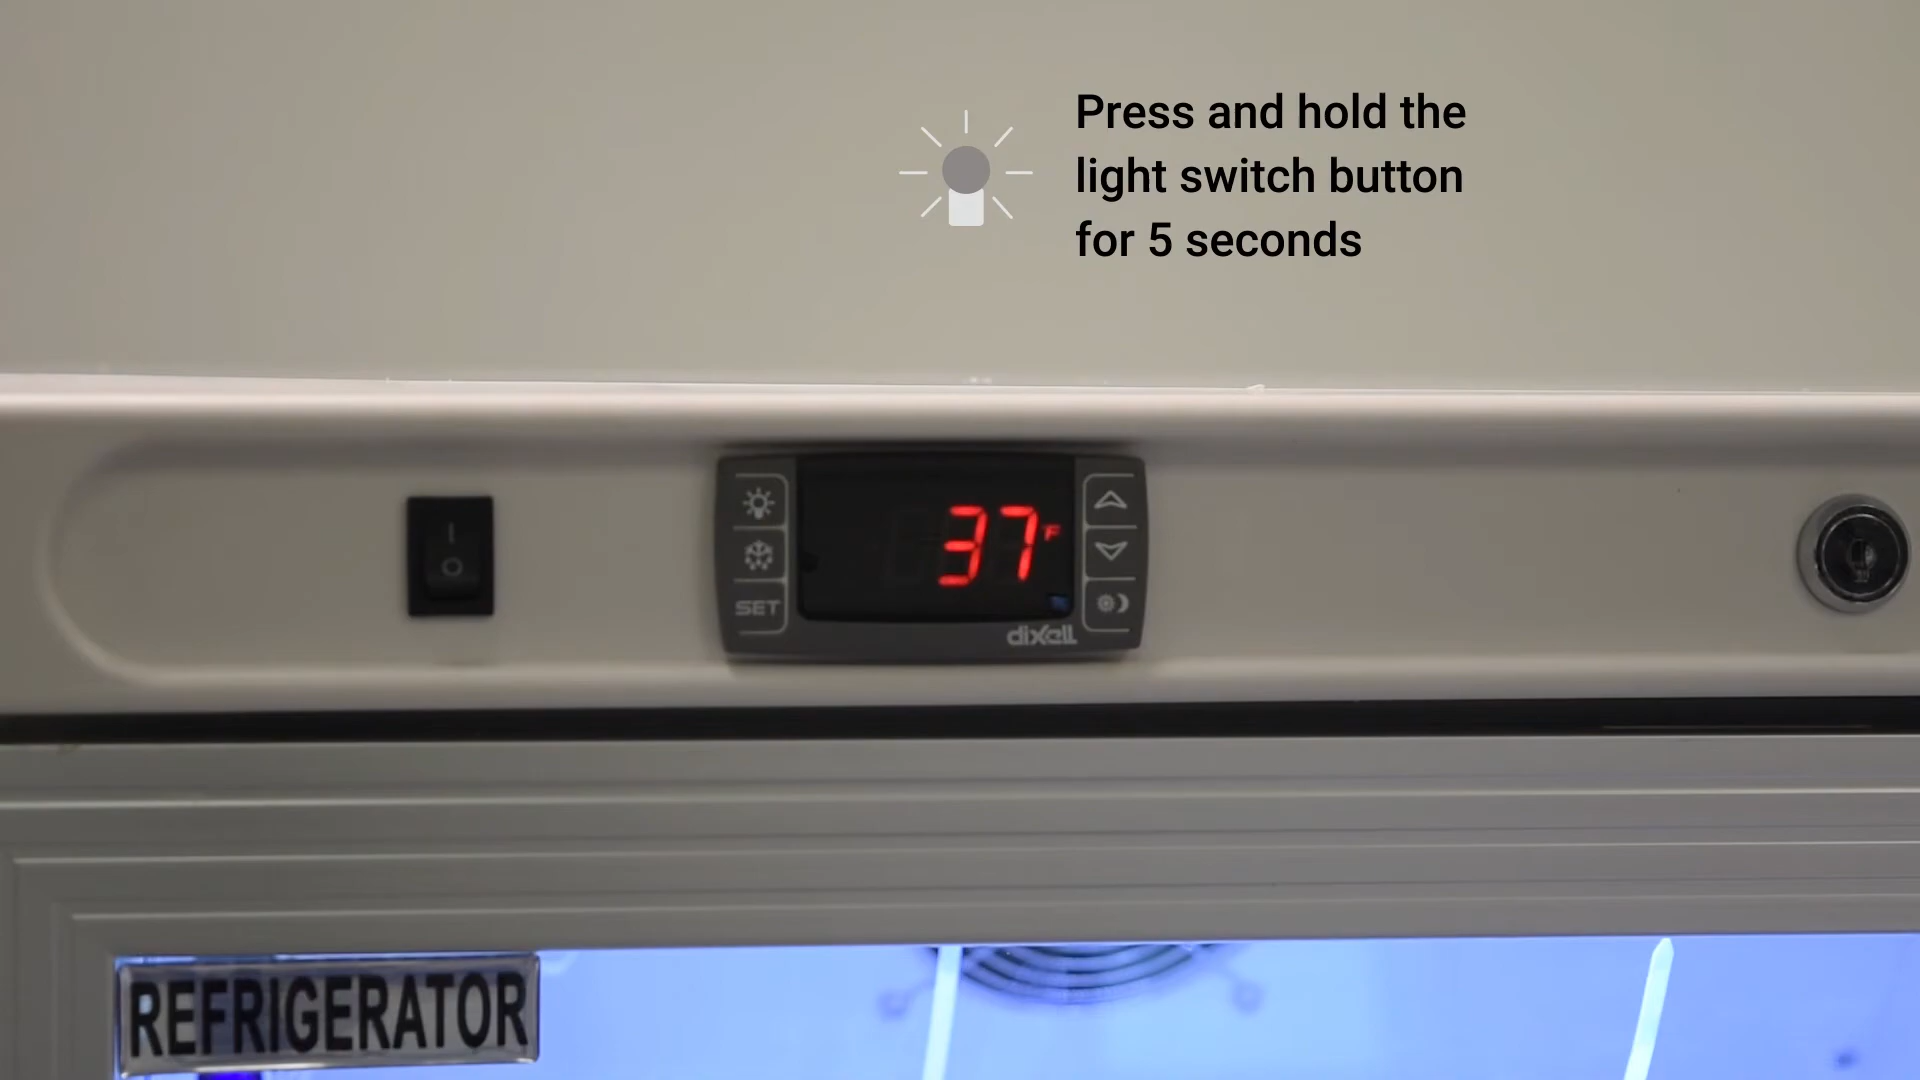 Press and hold the
light switch button
for 5 seconds
37 F
SET
dixell
REFRIGERATOR